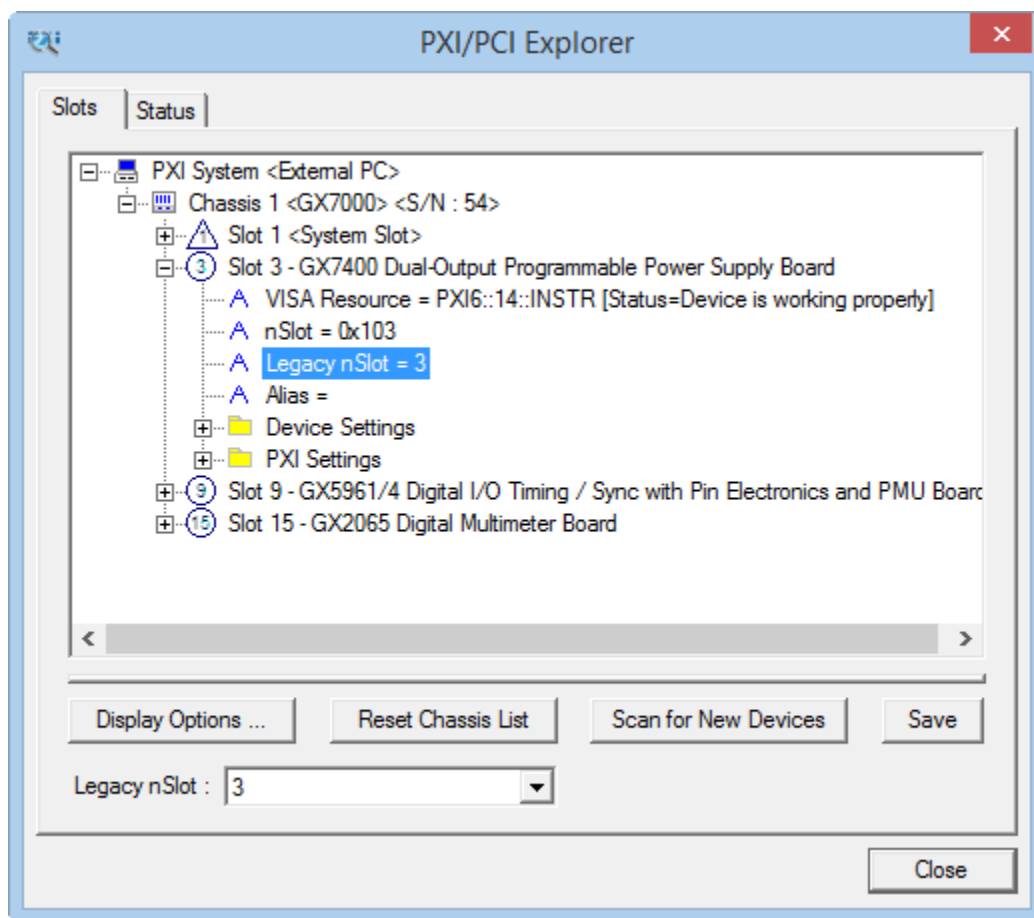 PXI/PCI Explorer
Slots
Status
PXI System <External PC>
Chassis 1 <GX7000> <S/N : 54>
1 Slot 1 <System Slot>
3 Slot 3 - GX7400 Dual-Output Programmable Power Supply Board
A VISA Resource = PXI6::14::INSTR [Status=Device is working properly]
A nSlot = 0x103
A Legacy nSlot = 3
A Alias =
Device Settings
PXI Settings
9 Slot 9 - GX5961/4 Digital I/O Timing / Sync with Pin Electronics and PMU Board
15 Slot 15 - GX2065 Digital Multimeter Board
Display Options ...
Reset Chassis List
Scan for New Devices
Save
Legacy nSlot : 3
Close